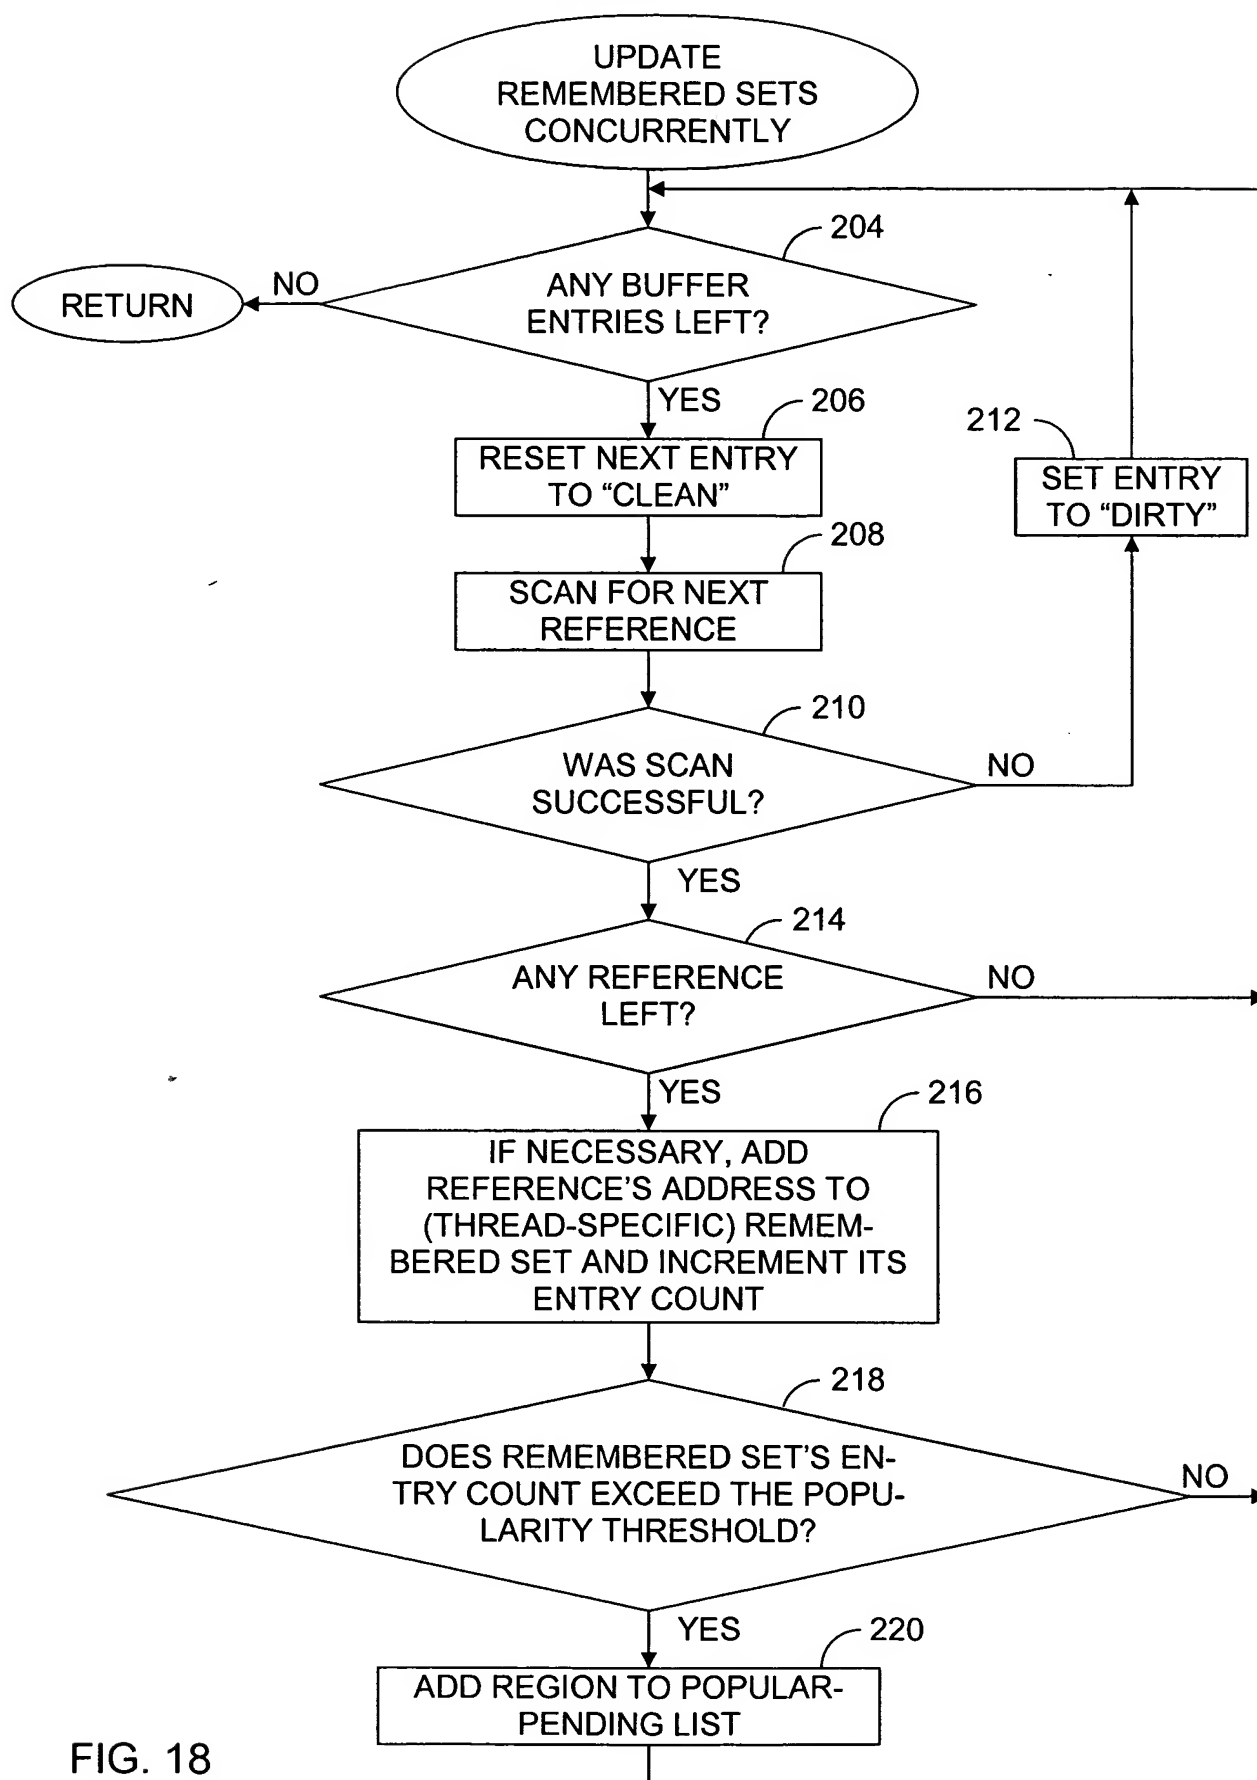 UPDATE
REMEMBERED SETS
CONCURRENTLY
204
NO
RETURN
ANY BUFFER
ENTRIES LEFT?
YES
206
RESET NEXT ENTRY
TO “CLEAN”
212
SET ENTRY
TO “DIRTY”
208
SCAN FOR NEXT
REFERENCE
210
WAS SCAN
SUCCESSFUL?
NO
YES
214
ANY REFERENCE
LEFT?
NO
YES
216
IF NECESSARY, ADD
REFERENCE’S ADDRESS TO
(THREAD-SPECIFIC) REMEM-
BERED SET AND INCREMENT ITS
ENTRY COUNT
218
DOES REMEMBERED SET’S EN-
TRY COUNT EXCEED THE POPU-
LARITY THRESHOLD?
NO
YES
220
ADD REGION TO POPULAR-
PENDING LIST
FIG. 18